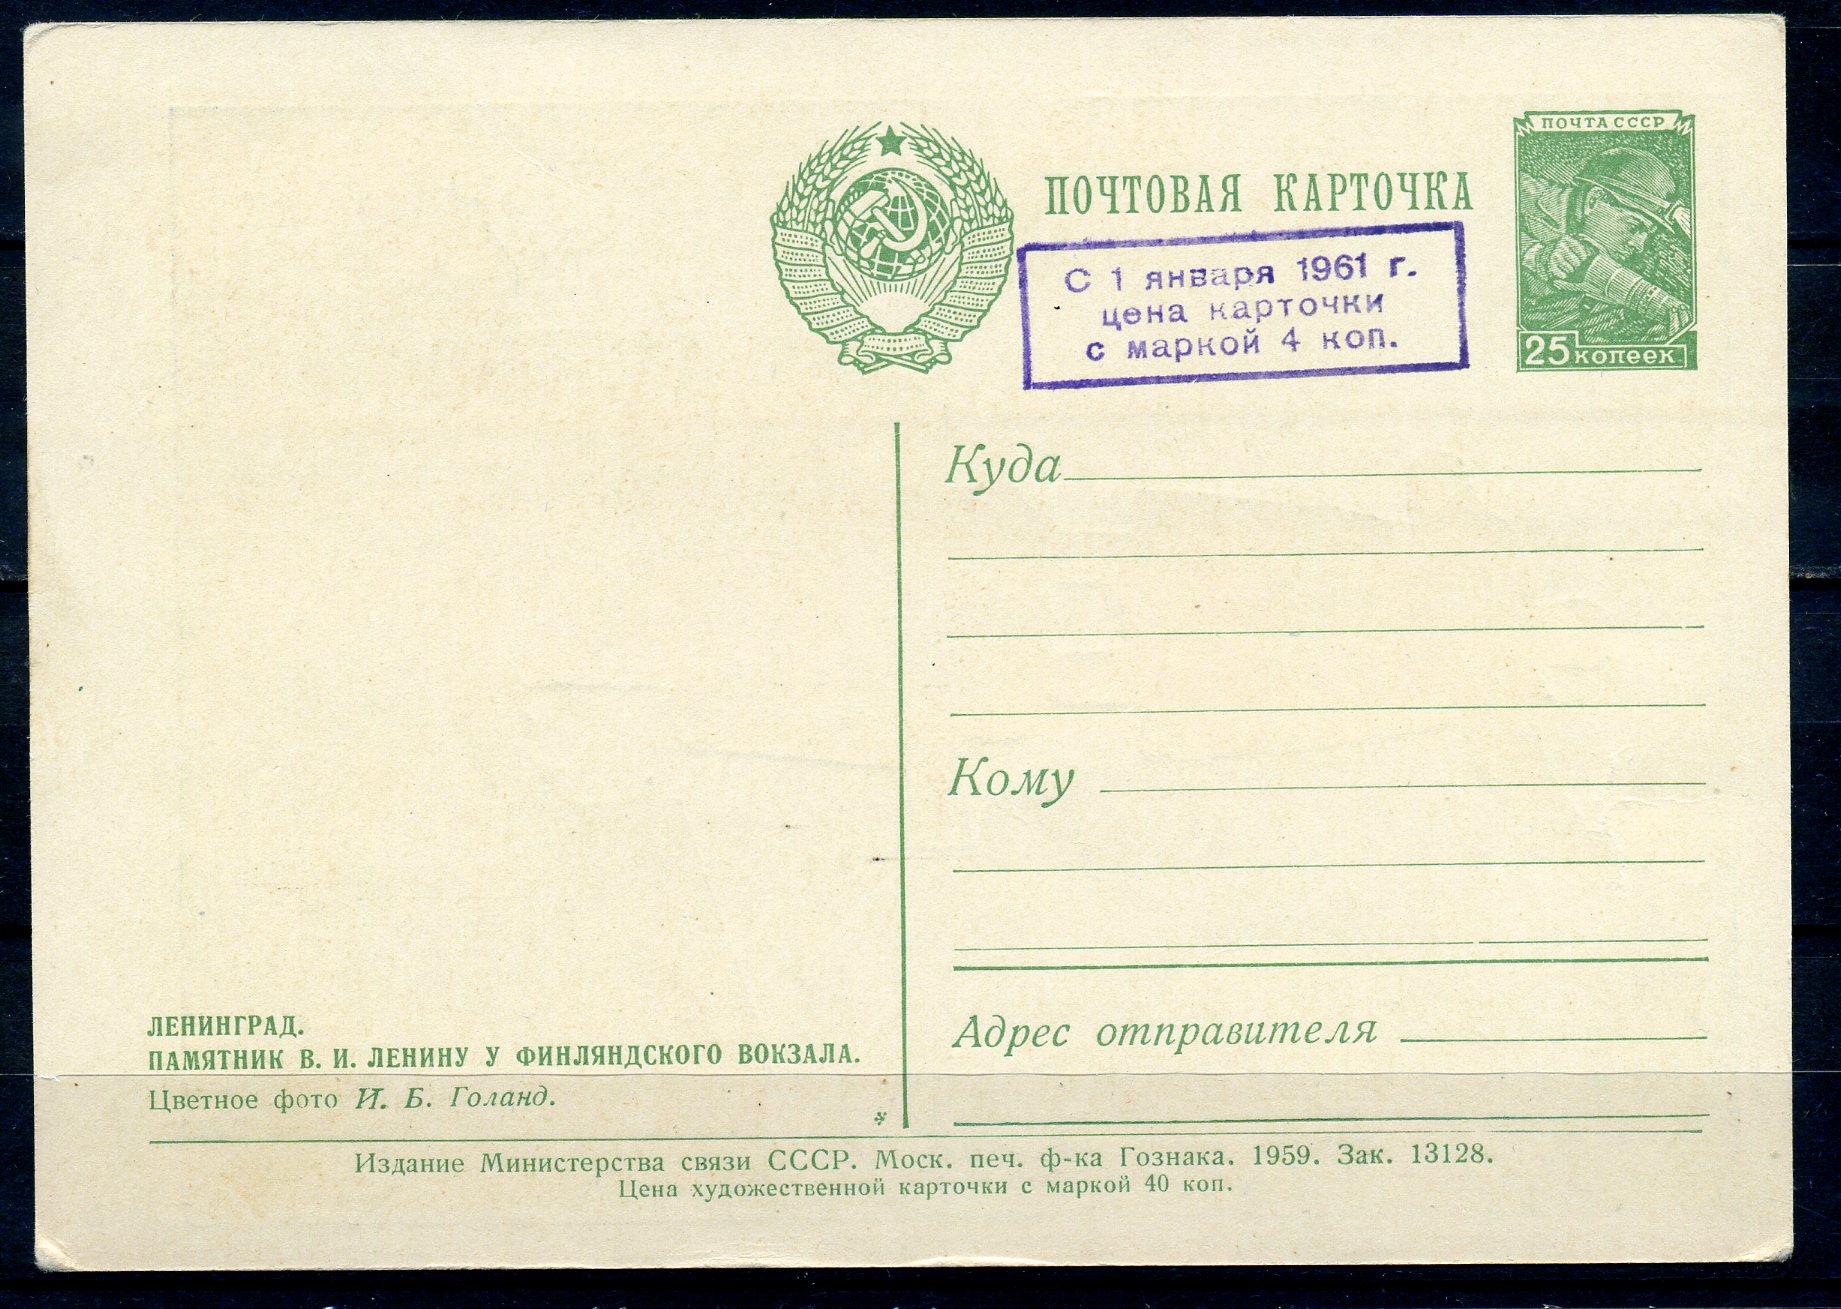 ПОЧТА СССР
ПОЧТОВАЯ КАРТОЧКА
С 1 января 1961 г.
цена карточки
с маркой 4 коп.
25 копеек
Куда
Кому
Адрес отправителя
ЛЕНИНГРАД.
ПАМЯТНИК В. И. ЛЕНИНУ У ФИНЛЯНДСКОГО ВОКЗАЛА.
Цветное фото И. Б. Голанд.
Издание Министерства связи СССР. Моск. печ. ф-ка Гознака. 1959. Зак. 13128.
Цена художественной карточки с маркой 40 коп.